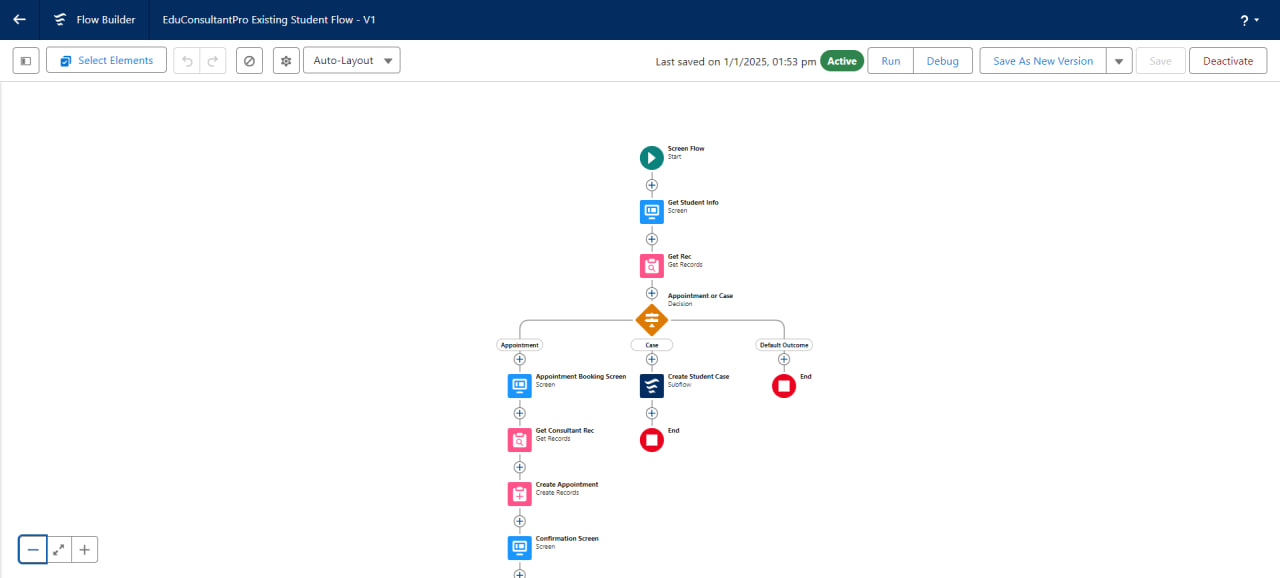 Flow Builder
EduConsultantPro Existing Student Flow - V1
?
Select Elements
Auto-Layout
Last saved on 1/1/2025, 01:53 pm
Active
Run
Debug
Save As New Version
Save
Deactivate
Screen Flow
Start
Get Student Info
Screen
Get Rec
Get Records
Appointment or Case
Decision
Appointment
Case
Default Outcome
Appointment Booking Screen
Screen
Create Student Case
Subflow
End
Get Consultant Rec
Get Records
End
Create Appointment
Create Records
Confirmation Screen
Screen